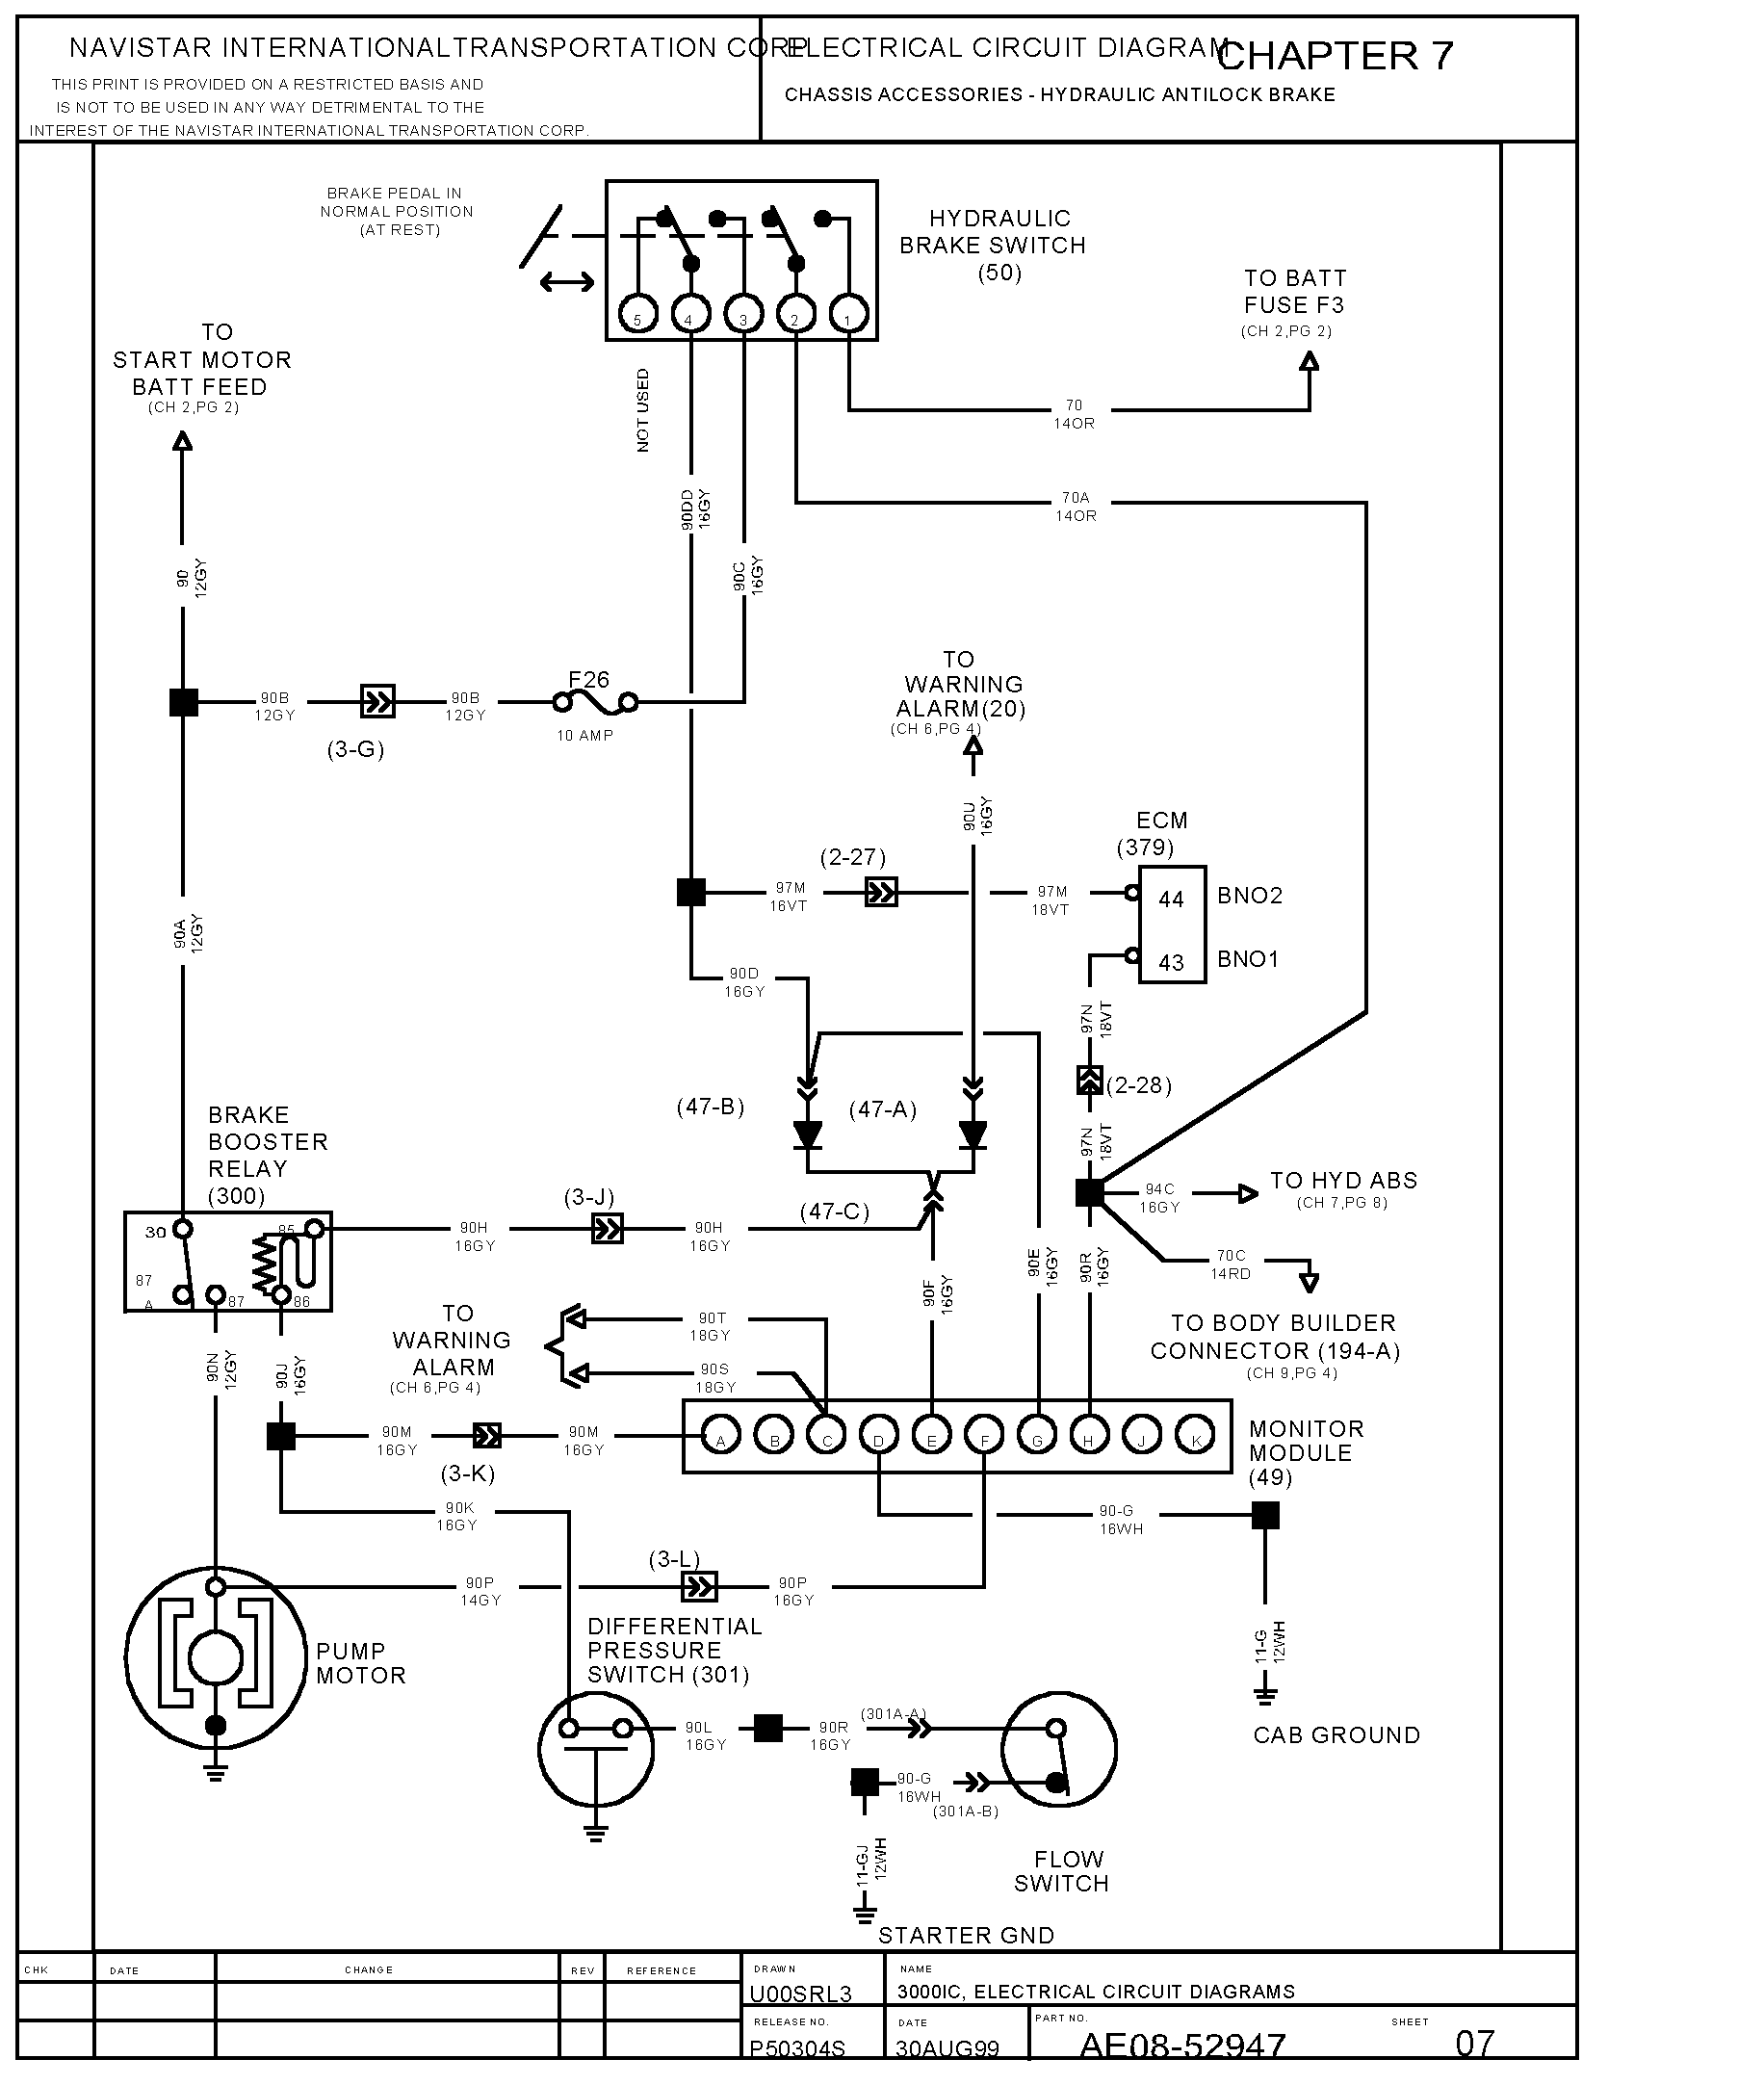 NAVISTAR INTERNATIONALTRANSPORTATION CORP.
THIS PRINT IS PROVIDED ON A RESTRICTED BASIS AND
IS NOT TO BE USED IN ANY WAY DETRIMENTAL TO THE
INTEREST OF THE NAVISTAR INTERNATIONAL TRANSPORTATION CORP.
ELECTRICAL CIRCUIT DIAGRAM
CHAPTER 7
CHASSIS ACCESSORIES - HYDRAULIC ANTILOCK BRAKE
BRAKE PEDAL IN
NORMAL POSITION
(AT REST)
HYDRAULIC
BRAKE SWITCH
(50)
5
4
3
2
1
TO BATT
FUSE F3
(CH 2,PG 2)
TO
START MOTOR
BATT FEED
(CH 2,PG 2)
NOT USED
70
14OR
70A
14OR
90DD
16GY
90C
16GY
90
12GY
90B
12GY
(3-G)
90B
12GY
F26
10 AMP
TO
WARNING
ALARM(20)
(CH 6,PG 4)
90U
16GY
ECM
(379)
(2-27)
97M
16VT
97M
18VT
44
BNO2
43
BNO1
90A
12GY
90D
16GY
97N
18VT
(2-28)
97N
18VT
(47-B)
(47-A)
BRAKE
BOOSTER
RELAY
(300)
30
85
87
A
87
86
90H
16GY
(3-J)
90H
16GY
(47-C)
94C
16GY
TO HYD ABS
(CH 7,PG 8)
70C
14RD
90F
16GY
90E
16GY
90R
16GY
TO BODY BUILDER
CONNECTOR (194-A)
(CH 9,PG 4)
90N
12GY
90J
16GY
TO
WARNING
ALARM
(CH 6,PG 4)
90T
18GY
90S
18GY
90M
16GY
(3-K)
90M
16GY
A
B
C
D
E
F
G
H
J
K
MONITOR
MODULE
(49)
90K
16GY
90-G
16WH
90P
14GY
(3-L)
90P
16GY
11-G
12WH
CAB GROUND
PUMP
MOTOR
DIFFERENTIAL
PRESSURE
SWITCH (301)
90L
16GY
90R
16GY
(301A-A)
90-G
16WH
(301A-B)
11-GJ
12WH
FLOW
SWITCH
STARTER GND
CHK
DATE
CHANGE
REV
REFERENCE
DRAWN
U00SRL3
NAME
3000IC, ELECTRICAL CIRCUIT DIAGRAMS
RELEASE NO.
P50304S
DATE
30AUG99
PART NO.
AE08-52947
SHEET
07